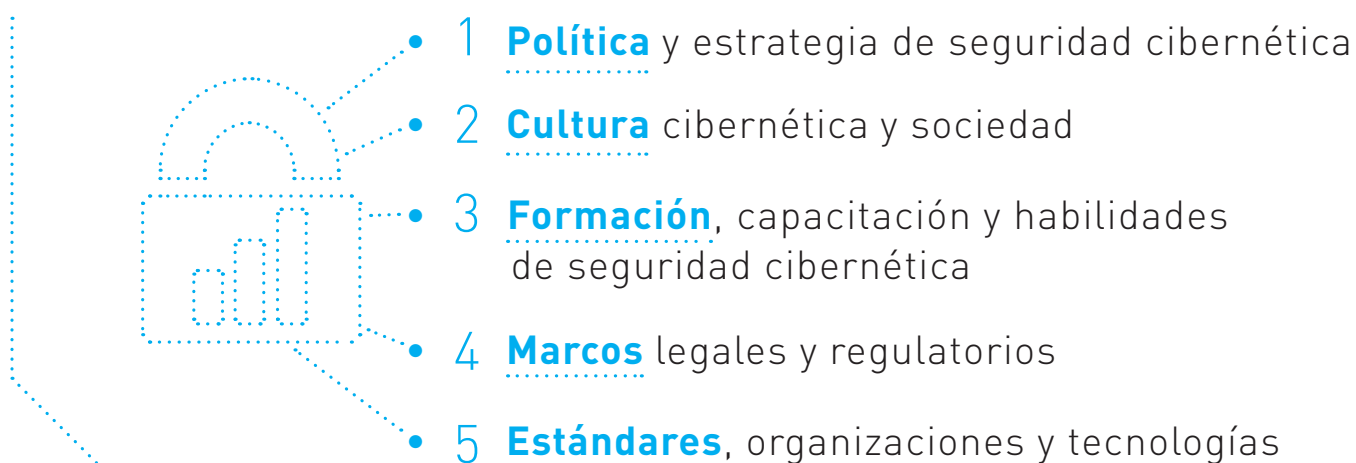 1 Política y estrategia de seguridad cibernética
2 Cultura cibernética y sociedad
3 Formación, capacitación y habilidades
de seguridad cibernética
4 Marcos legales y regulatorios
5 Estándares, organizaciones y tecnologías